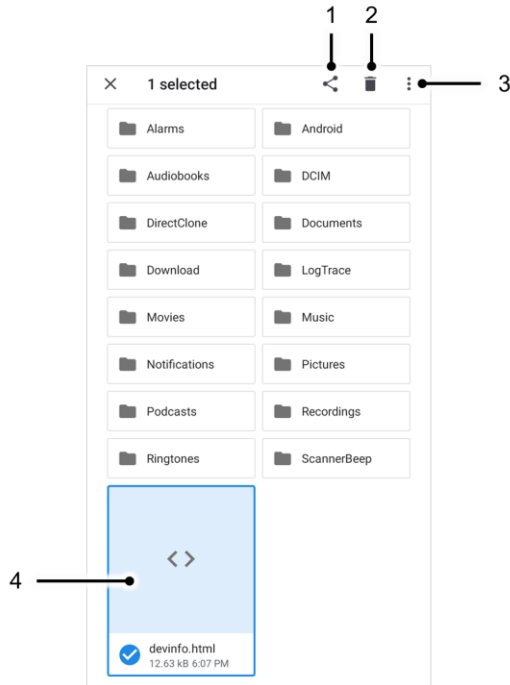 1 2
1 selected
3
Alarms Android
Audiobooks DCIM
DirectClone Documents
Download LogTrace
Movies Music
Notifications Pictures
Podcasts Recordings
Ringtones ScannerBeep
4
devinfo.html
12.63 kB 6:07 PM